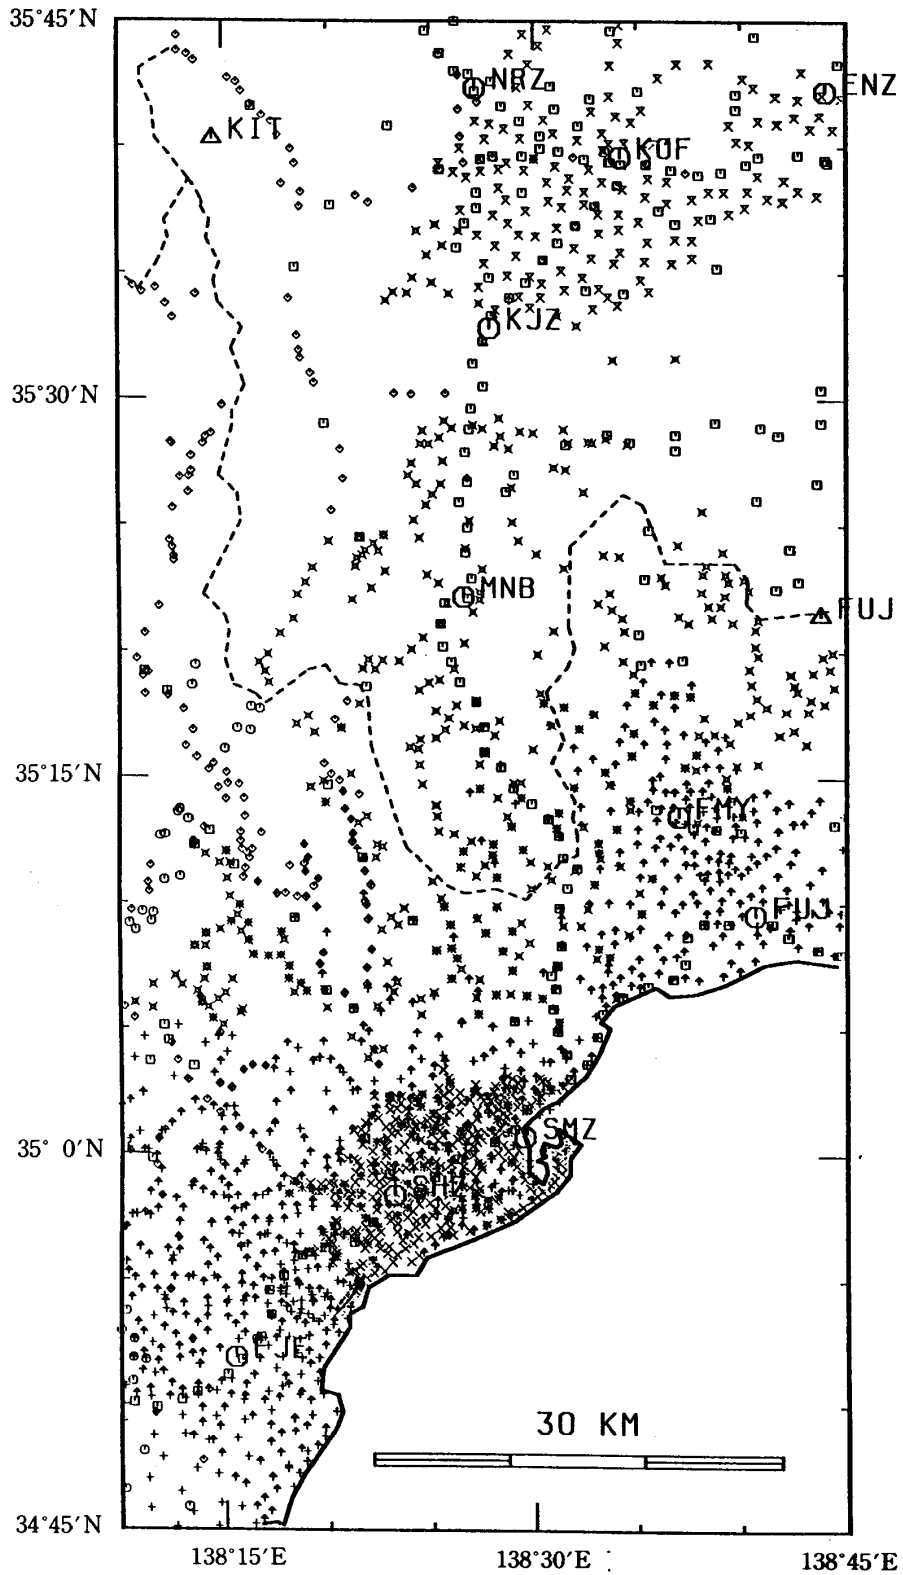 35°45′N
NRZ
ENZ
KIT
KOF
KJZ
35°30′N
MNB
FUJ
35°15′N
FMY
FUJ
SMZ
35° 0′N
SHZ
FJE
30 KM
34°45′N
138°15′E
138°30′E
138°45′E